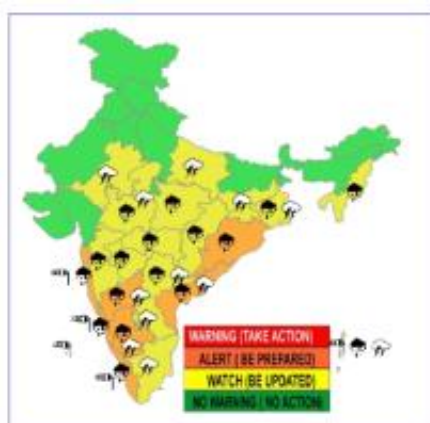 WARNING (TAKE ACTION)
ALERT ( BE PREPARED)
WATCH (BE UPDATED)
NO WARNING ( NO ACTION)